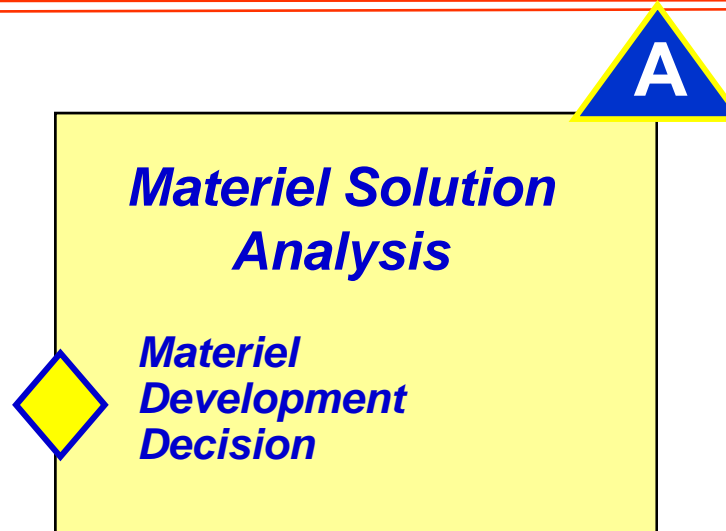 A
Materiel Solution
Analysis
Materiel
Development
Decision